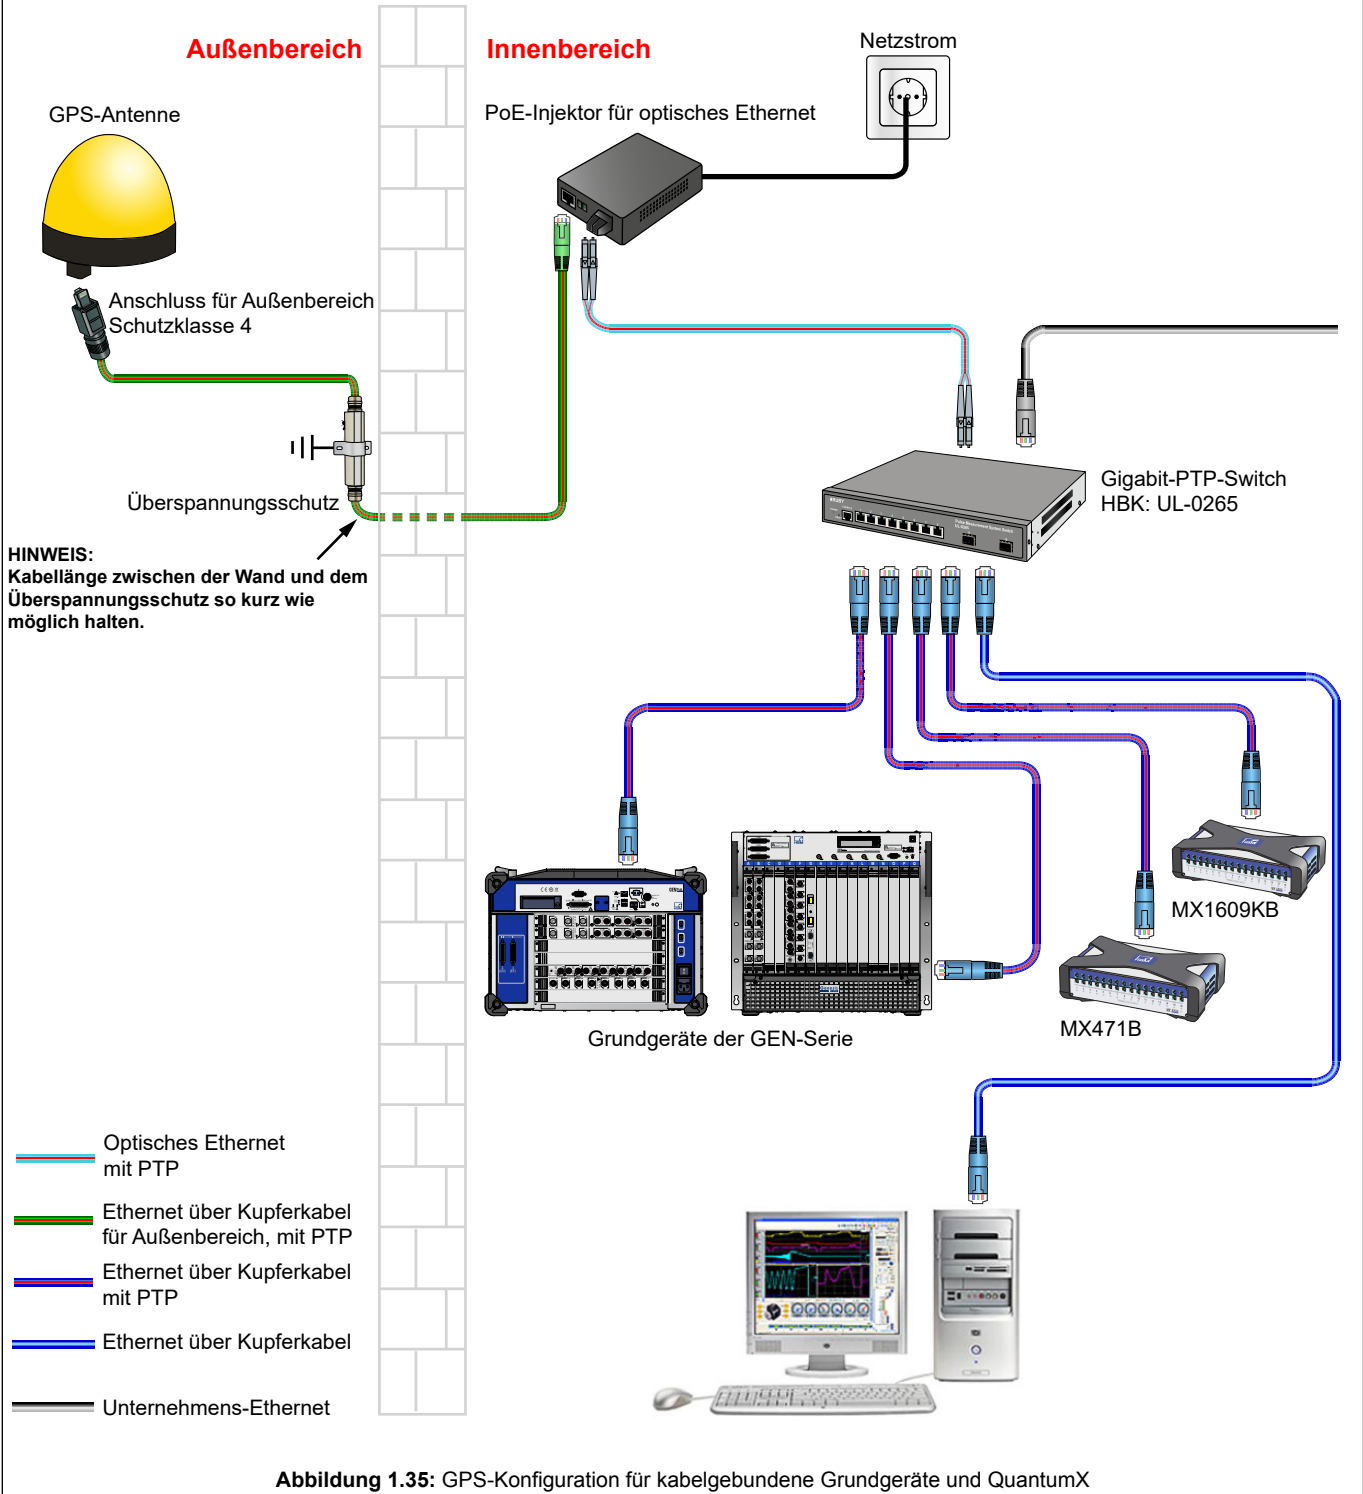 Außenbereich
Innenbereich
Netzstrom
GPS-Antenne
PoE-Injektor für optisches Ethernet
Anschluss für Außenbereich
Schutzklasse 4
Überspannungsschutz
HINWEIS:
Kabellänge zwischen der Wand und dem
Überspannungsschutz so kurz wie
möglich halten.
Gigabit-PTP-Switch
HBK: UL-0265
MX1609KB
MX471B
Grundgeräte der GEN-Serie
Optisches Ethernet
mit PTP
Ethernet über Kupferkabel
für Außenbereich, mit PTP
Ethernet über Kupferkabel
mit PTP
Ethernet über Kupferkabel
Unternehmens-Ethernet
Abbildung 1.35: GPS-Konfiguration für kabelgebundene Grundgeräte und QuantumX